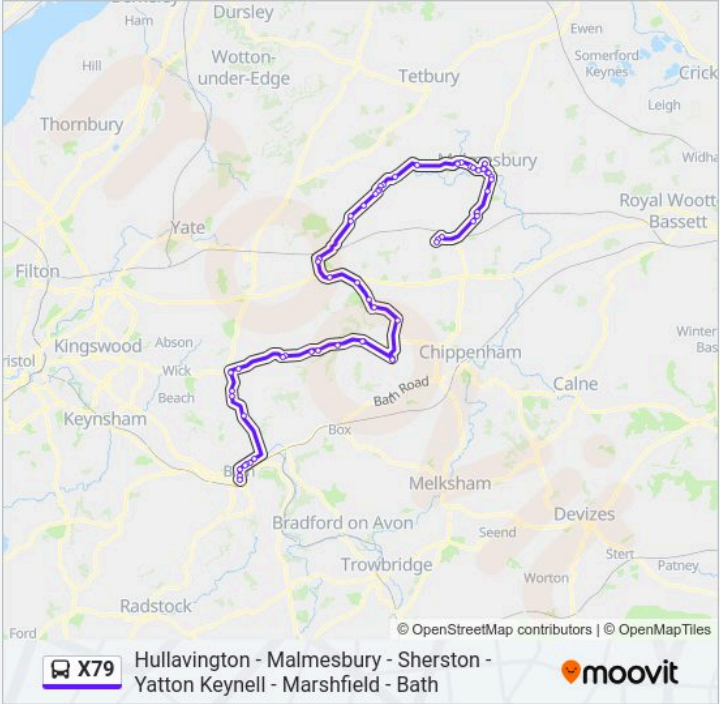 Dursley
Ham
Ewen
Wotton-
under-Edge
Somerford
Keynes
Hill
Tetbury
Crick
Leigh
Thornbury
Malmesbury
Widha
Royal Woott
Bassett
Yate
Filton
Kingswood
Abson
Winter
Bas
ristol
Chippenham
Wick
Calne
Beach
Bath Road
Keynsham
Box
Bath
Melksham
Devizes
Bradford on Avon
Seend
Stert
Trowbridge
Patney
Worton
Radstock
Ford
© OpenStreetMap contributors | © OpenMapTiles
X79
Hullavington - Malmesbury - Sherston -
Yatton Keynell - Marshfield - Bath
moovit